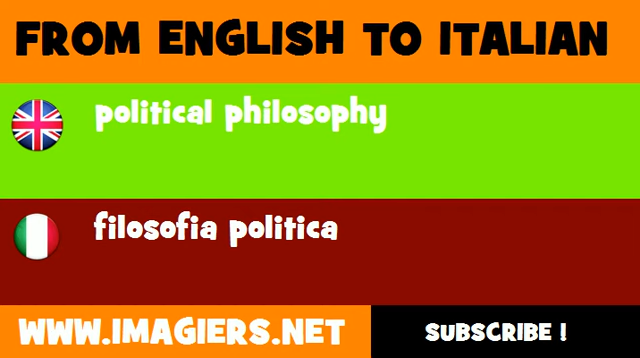 FROM ENGLISH TO ITALIAN
political philosophy
filosofia politica
WWW.IMAGIERS.NET
SUBSCRIBE !